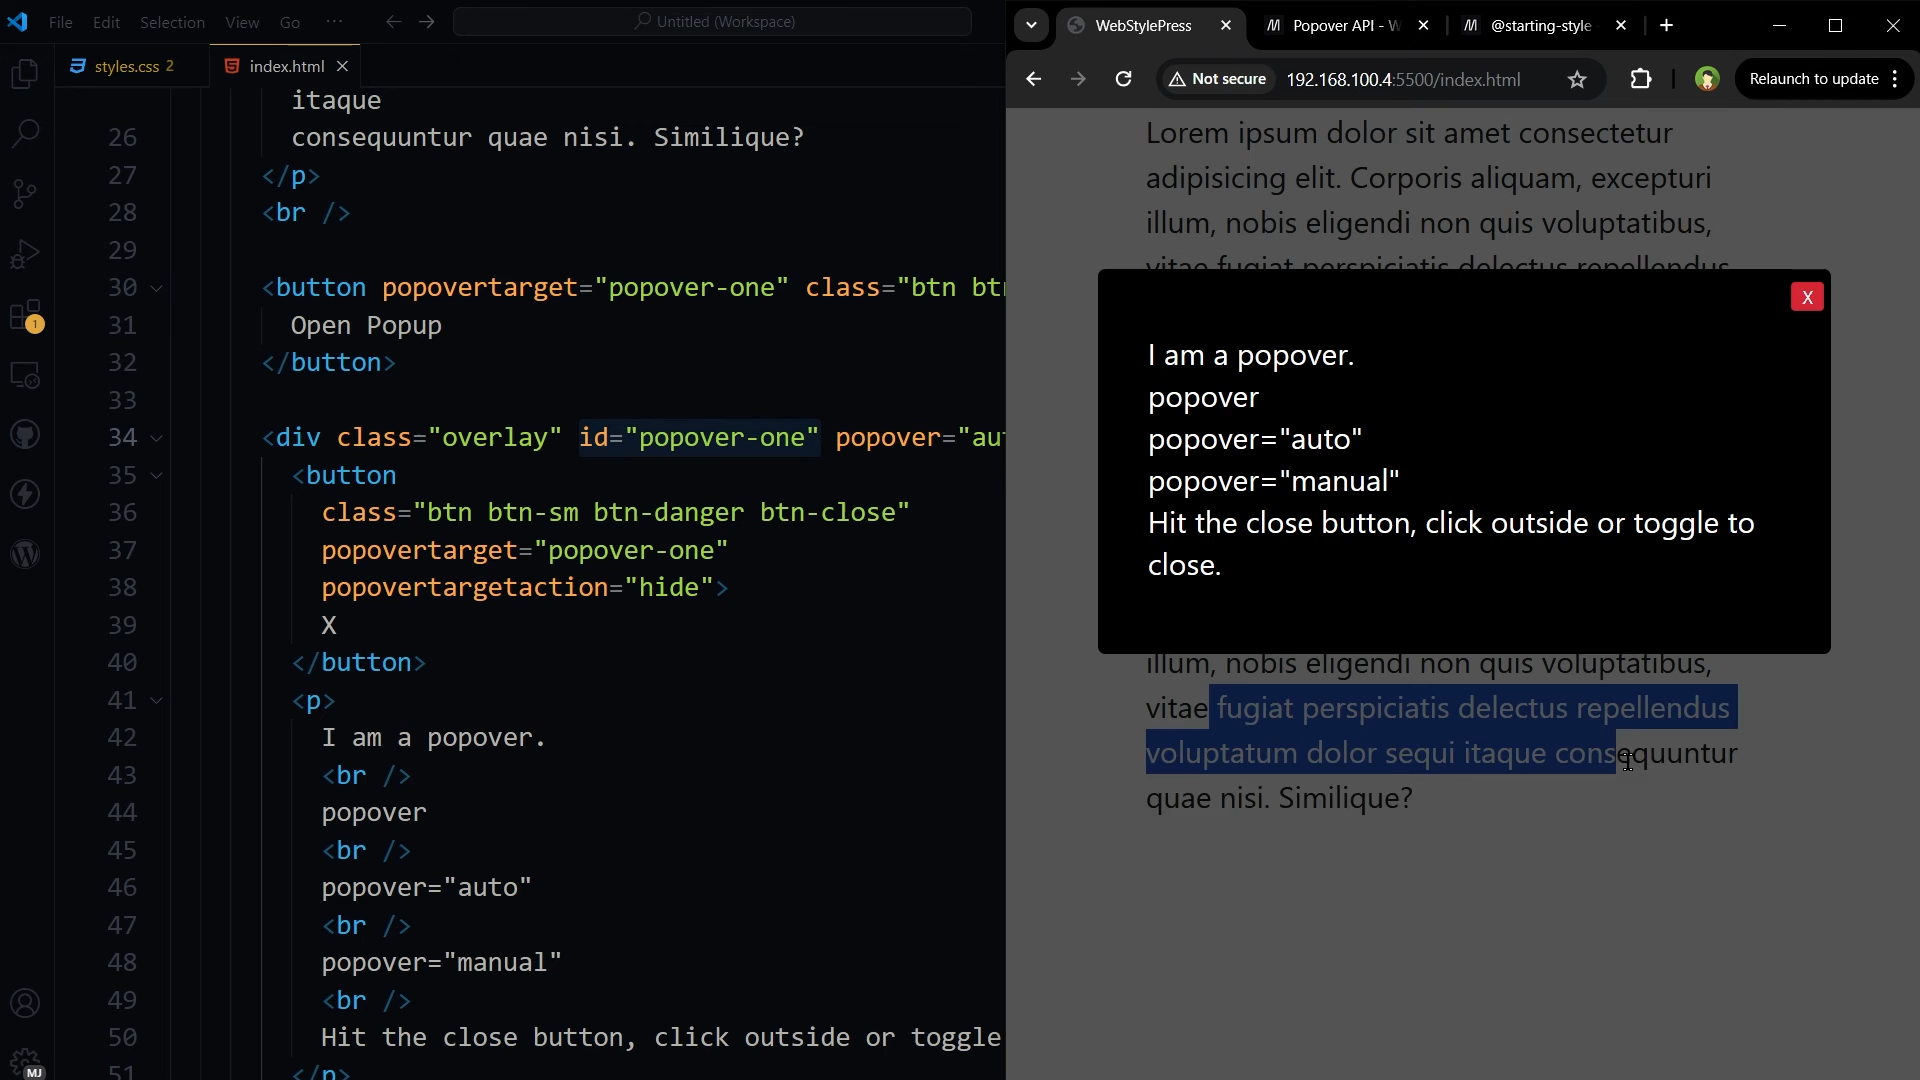 File Edit Selection View Go ···
Untitled (Workspace)
styles.css 2
index.html
itaque
26 consequuntur quae nisi. Similique?
27 </p>
28 <br />
29
30 <button popovertarget="popover-one" class="btn bt
31 Open Popup
32 </button>
33
34 <div class="overlay" id="popover-one" popover="au
35 <button
36 class="btn btn-sm btn-danger btn-close"
37 popovertarget="popover-one"
38 popovertargetaction="hide">
39 X
40 </button>
41 <p>
42 I am a popover.
43 <br />
44 popover
45 <br />
46 popover="auto"
47 <br />
48 popover="manual"
49 <br />
50 Hit the close button, click outside or toggle
51 </p>
1
MJ
WebStylePress
Popover API - W
@starting-style
Not secure 192.168.100.4:5500/index.html
Relaunch to update
Lorem ipsum dolor sit amet consectetur
adipisicing elit. Corporis aliquam, excepturi
illum, nobis eligendi non quis voluptatibus,
vitae fugiat perspiciatis delectus repellendus
X
I am a popover.
popover
popover="auto"
popover="manual"
Hit the close button, click outside or toggle to
close.
illum, nobis eligendi non quis voluptatibus,
vitae fugiat perspiciatis delectus repellendus
voluptatum dolor sequi itaque consequuntur
quae nisi. Similique?